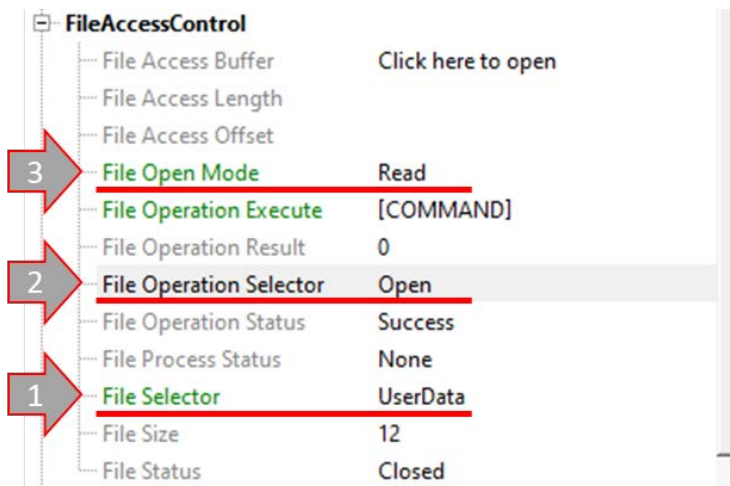 FileAccessControl
File Access Buffer Click here to open
File Access Length
File Access Offset
3 File Open Mode Read
File Operation Execute [COMMAND]
File Operation Result 0
2 File Operation Selector Open
File Operation Status Success
File Process Status None
1 File Selector UserData
File Size 12
File Status Closed